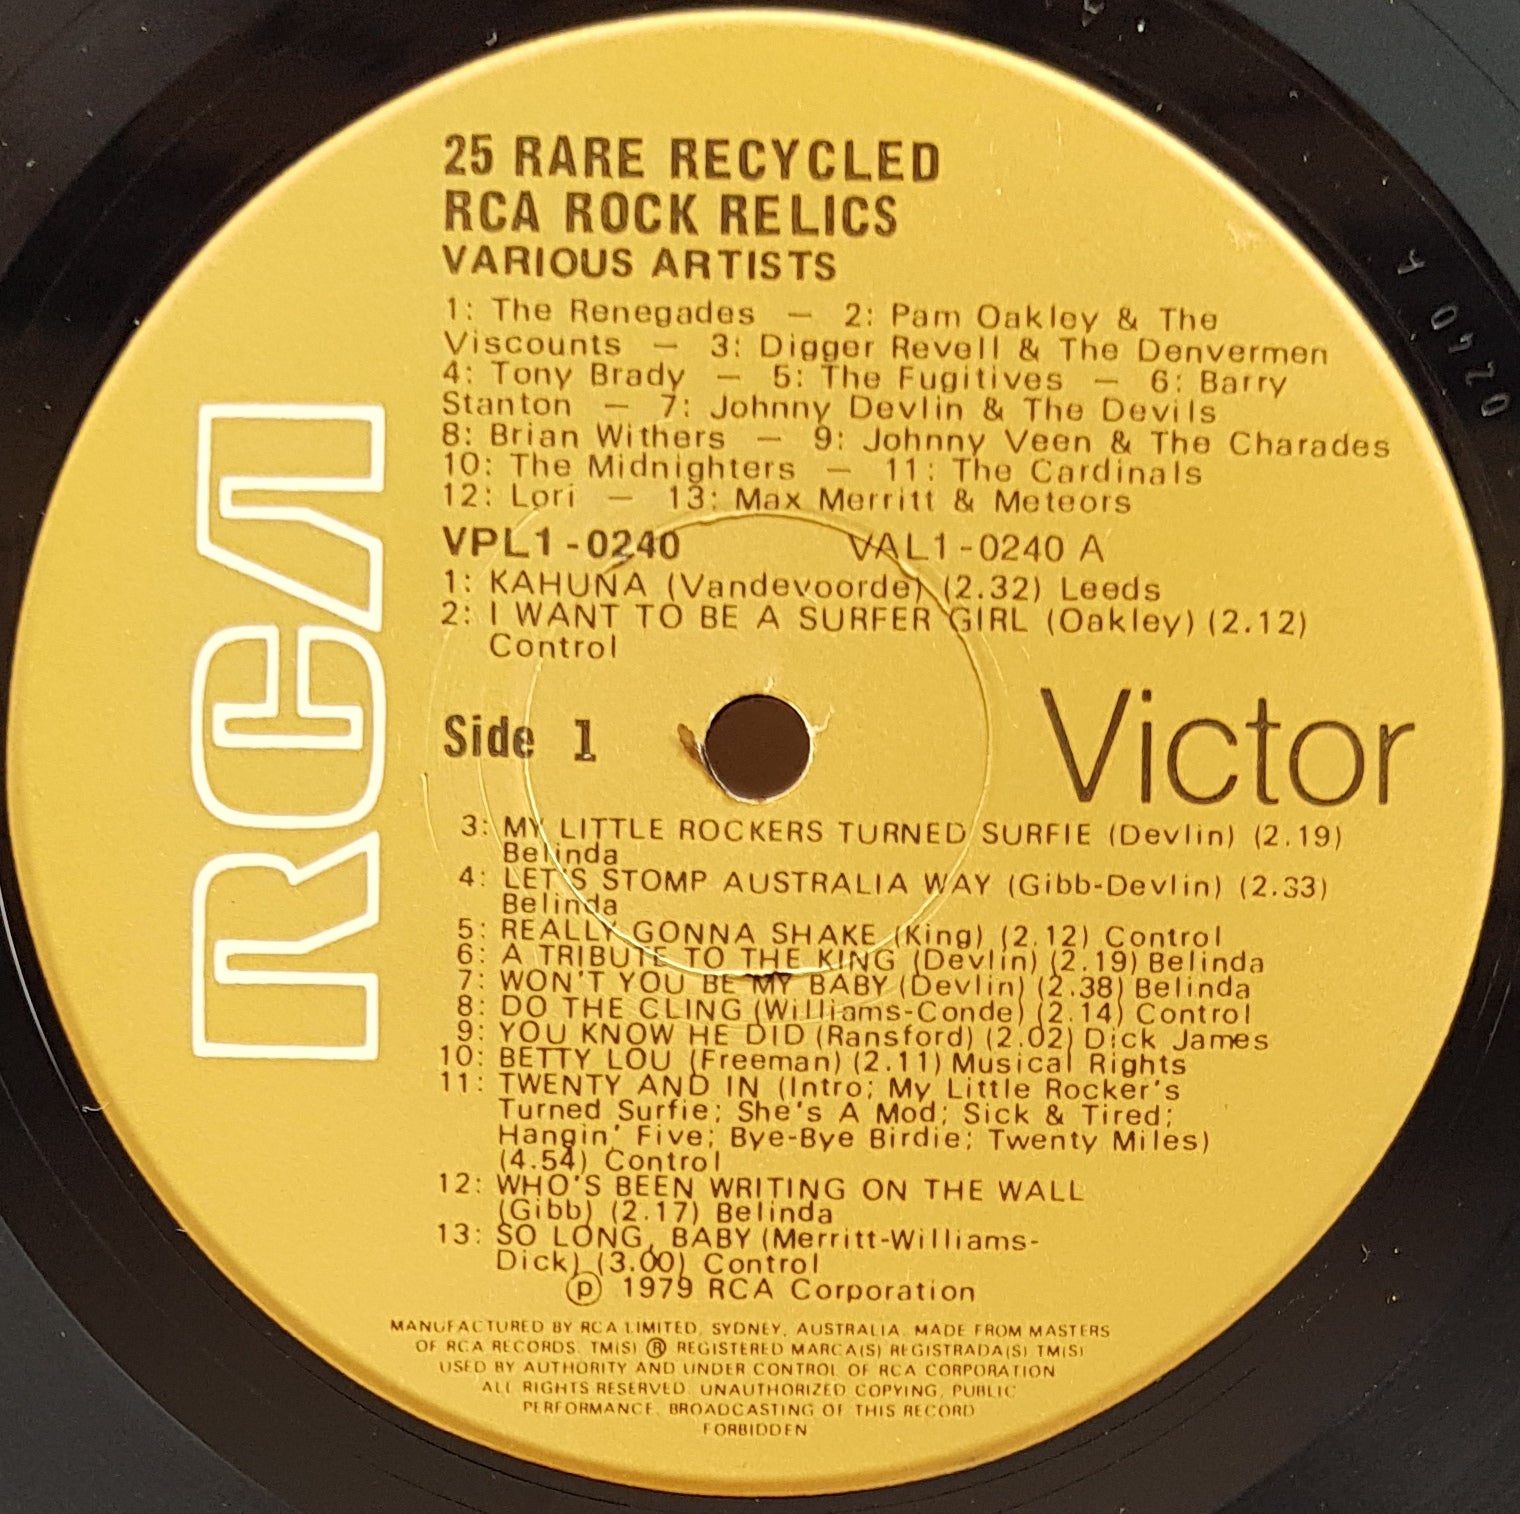 25 RARE RECYCLED
RCA ROCK RELICS
VARIOUS ARTISTS
1: The Renegades — 2: Pam Oakley & The
Viscounts — 3: Digger Revell & The Denvermen
4: Tony Brady — 5: The Fugitives — 6: Barry
Stanton — 7: Johnny Devlin & The Devils
8: Brian Withers — 9: Johnny Veen & The Charades
10: The Midnighters — 11: The Cardinals
12: Lori — 13: Max Merritt & Meteors
VPL1-0240 VAL1-0240 A
1: KAHUNA (Vandevoorde) (2.32) Leeds
2: I WANT TO BE A SURFER GIRL (Oakley) (2.12)
Control
RCA
Side 1
Victor
3: MY LITTLE ROCKERS TURNED SURFIE (Devlin) (2.19)
Belinda
4: LET'S STOMP AUSTRALIA WAY (Gibb-Devlin) (2.33)
Belinda
5: REALLY GONNA SHAKE (King) (2.12) Control
6: A TRIBUTE TO THE KING (Devlin) (2.19) Belinda
7: WON'T YOU BE MY BABY (Devlin) (2.38) Belinda
8: DO THE CLING (Williams-Conde) (2.14) Control
9: YOU KNOW HE DID (Ransford) (2.02) Dick James
10: BETTY LOU (Freeman) (2.11) Musical Rights
11: TWENTY AND IN (Intro; My Little Rocker's
Turned Surfie; She's A Mod; Sick & Tired;
Hangin' Five; Bye-Bye Birdie; Twenty Miles)
(4.54) Control
12: WHO'S BEEN WRITING ON THE WALL
(Gibb) (2.17) Belinda
13: SO LONG, BABY (Merritt-Williams-
Dick) (3.00) Control
℗ 1979 RCA Corporation
MANUFACTURED BY RCA LIMITED, SYDNEY, AUSTRALIA. MADE FROM MASTERS
OF RCA RECORDS. TM(S) ® REGISTERED MARCA(S) REGISTRADA(S) TM(S)
USED BY AUTHORITY AND UNDER CONTROL OF RCA CORPORATION
ALL RIGHTS RESERVED. UNAUTHORIZED COPYING, PUBLIC
PERFORMANCE, BROADCASTING OF THIS RECORD
FORBIDDEN
0240 A